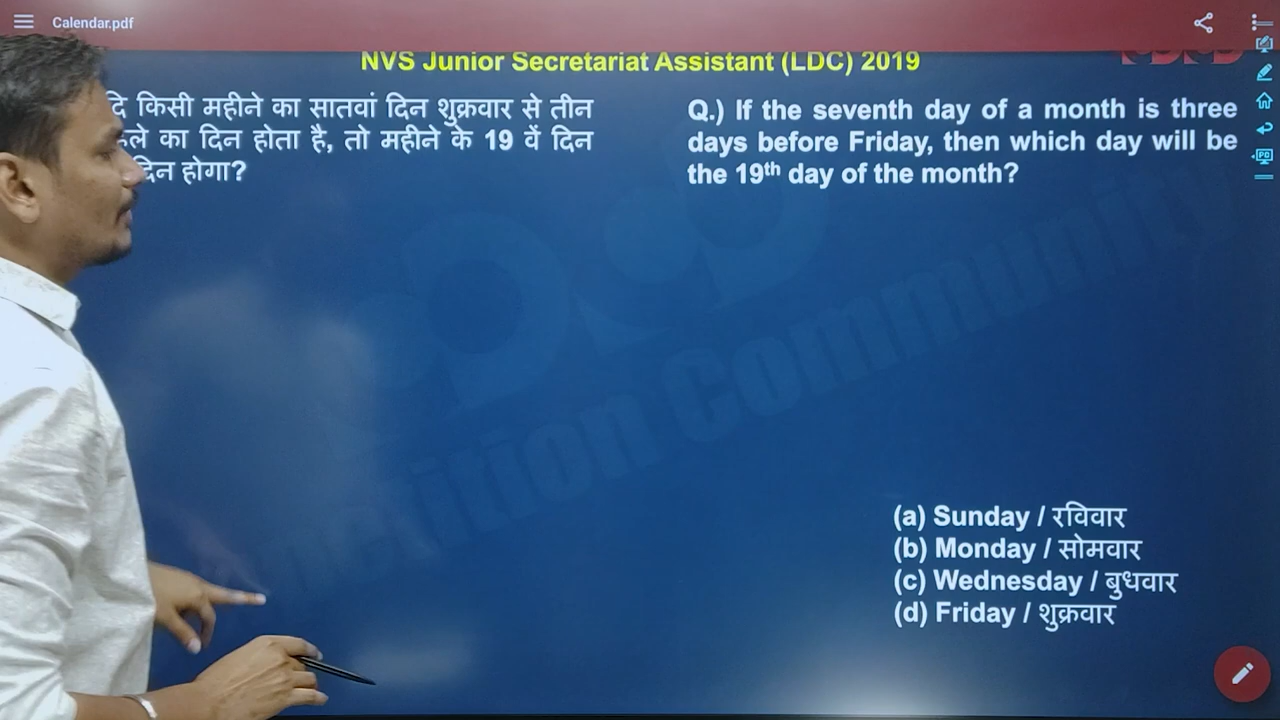 Calendar.pdf
NVS Junior Secretariat Assistant (LDC) 2019
किसी महीने का सातवां दिन शुक्रवार से तीन
का दिन होता है, तो महीने के 19 वें दिन
दिन होगा?
Q.) If the seventh day of a month is three
days before Friday, then which day will be
the 19th day of the month?
Community
(a) Sunday / रविवार
(b) Monday / सोमवार
(c) Wednesday / बुधवार
(d) Friday / शुक्रवार